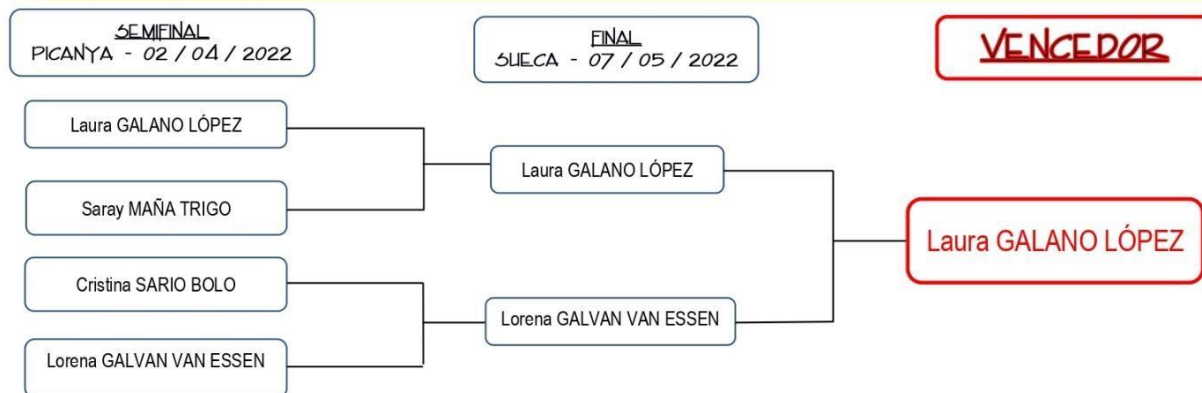 SEMIFINAL
PICANYA - 02 / 04 / 2022
FINAL
SUECA - 07 / 05 / 2022
VENCEDOR
Laura GALANO LÓPEZ
Saray MAÑA TRIGO
Cristina SARIO BOLO
Lorena GALVAN VAN ESSEN
Laura GALANO LÓPEZ
Lorena GALVAN VAN ESSEN
Laura GALANO LÓPEZ